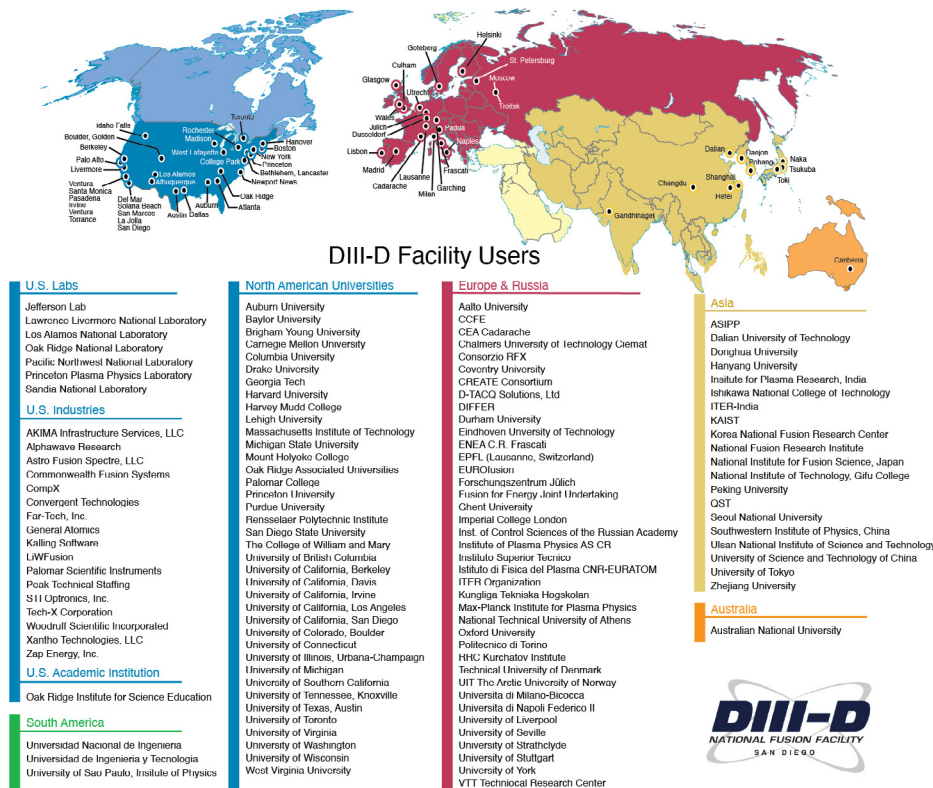 Helsinki
Goteborg
St. Petersburg
Culham
Moscow
Glasgow
Utrecht
Troitsk
Wales
Julich
Dussoldorf
Padua
Naples
Lisbon
Madrid
Cadarache
Lausanne
Milan
Garching
Frascati
Toronto
Idaho Falls
Rochester
Hanover
Boulder, Golden
Madison
Boston
Berkeley
West Lafayette
New York
Palo Alto
College Park
Princeton
Livermore
Bethlehem, Lancaster
Los Alamos
Newport News
Albuquerque
Ventura
Santa Monica
Pasadena
Irvine
Ventura
Torrance
Del Mar
Solana Beach
San Marcos
La Jolla
San Diego
Austin
Dallas
Auburn
Oak Ridge
Atlanta
Dalian
Daejon
Pohang
Naka
Tsukuba
Toki
Shanghai
Chengdu
Hefei
Gandhinaget
Canberra
DIII-D Facility Users
U.S. Labs
Jefferson Lab
Lawrence Livermore National Laboratory
Los Alamos National Laboratory
Oak Ridge National Laboratory
Pacific Northwest National Laboratory
Princeton Plasma Physics Laboratory
Sandia National Laboratory
U.S. Industries
AKIMA Infrastructure Services, LLC
Alphawave Research
Astro Fusion Spectre, LLC
Commonwealth Fusion Systems
CompX
Convergent Technologies
Far-Tech, Inc.
General Atomics
Kalling Software
LiWFusion
Palomar Scientific Instruments
Peak Technical Staffing
STI Optronics, Inc.
Tech-X Corporation
Woodruff Scientific Incorporated
Xantho Technologies, LLC
Zap Energy, Inc.
U.S. Academic Institution
Oak Ridge Institute for Science Education
South America
Universidad Nacional de Ingenieria
Universidad de Ingenieria y Tecnologia
University of Sao Paulo, Insitute of Physics
North American Universities
Auburn University
Baylor University
Brigham Young University
Carnegie Mellon University
Columbia University
Drake University
Georgia Tech
Harvard University
Harvey Mudd College
Lehigh University
Massachusetts Institute of Technology
Michigan State University
Mount Holyoke College
Oak Ridge Associated Universities
Palomar College
Princeton University
Purdue University
Rensselaer Polytechnic Institute
San Diego State University
The College of William and Mary
University of British Columbia
University of California, Berkeley
University of California, Davis
University of California, Irvine
University of California, Los Angeles
University of California, San Diego
University of Colorado, Boulder
University of Connecticut
University of Illinois, Urbana-Champaign
University of Michigan
University of Southern California
University of Tennessee, Knoxville
University of Texas, Austin
University of Toronto
University of Virginia
University of Washington
University of Wisconsin
West Virginia University
Europe & Russia
Aalto University
CCFE
CEA Cadarache
Chalmers University of Technology Ciemat
Consorzio RFX
Coventry University
CREATE Consortium
D-TACQ Solutions, Ltd
DIFFER
Durham University
Eindhoven University of Technology
ENEA C.R. Frascati
EPFL (Lausanne, Switzerland)
EUROfusion
Forschungszentrum Jülich
Fusion for Energy Joint Undertaking
Ghent University
Imperial College London
Inst. of Control Sciences of the Russian Academy
Institute of Plasma Physics AS CR
Instituto Superior Tecnico
Istituto di Fisica del Plasma CNR-EURATOM
ITER Organization
Kungliga Tekniska Hogskolan
Max-Planck Institute for Plasma Physics
National Technical University of Athens
Oxford University
Politecnico di Torino
RRC Kurchatov Institute
Technical University of Denmark
UIT The Arctic University of Norway
Universita di Milano-Bicocca
Universita di Napoli Federico II
University of Liverpool
University of Seville
University of Strathclyde
University of Stuttgart
University of York
VTT Techniocal Research Center
Asia
ASIPP
Dalian University of Technology
Donghua University
Hanyang University
Insitute for Plasma Research, India
Ishikawa National College of Technology
ITER-India
KAIST
Korea National Fusion Research Center
National Fusion Research Institute
National Institute for Fusion Science, Japan
National Institute of Technology, Gifu College
Peking University
QST
Seoul National University
Southwestern Institute of Physics, China
Ulsan National Institute of Science and Technology
University of Science and Technology of China
University of Tokyo
Zhejiang University
Australia
Australian National University
DIII-D
NATIONAL FUSION FACILITY
SAN DIEGO